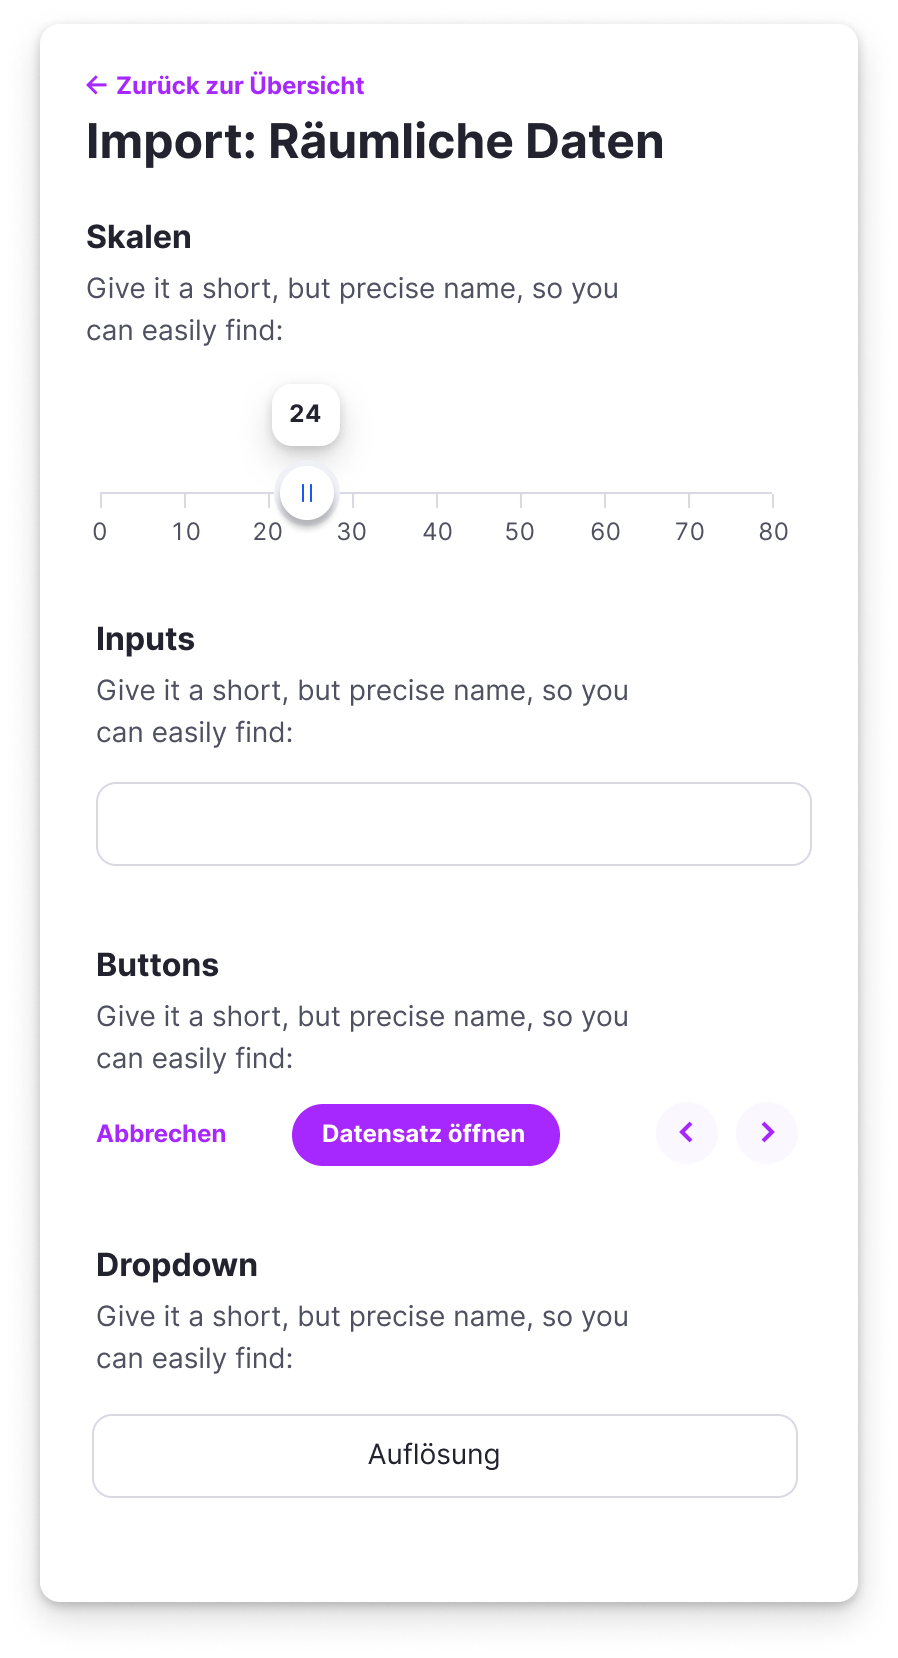 ← Zurück zur Übersicht
Import: Räumliche Daten
Skalen
Give it a short, but precise name, so you
can easily find:
24
0 10 20 30 40 50 60 70 80
Inputs
Give it a short, but precise name, so you
can easily find:
Buttons
Give it a short, but precise name, so you
can easily find:
Abbrechen Datensatz öffnen
Dropdown
Give it a short, but precise name, so you
can easily find:
Auflösung